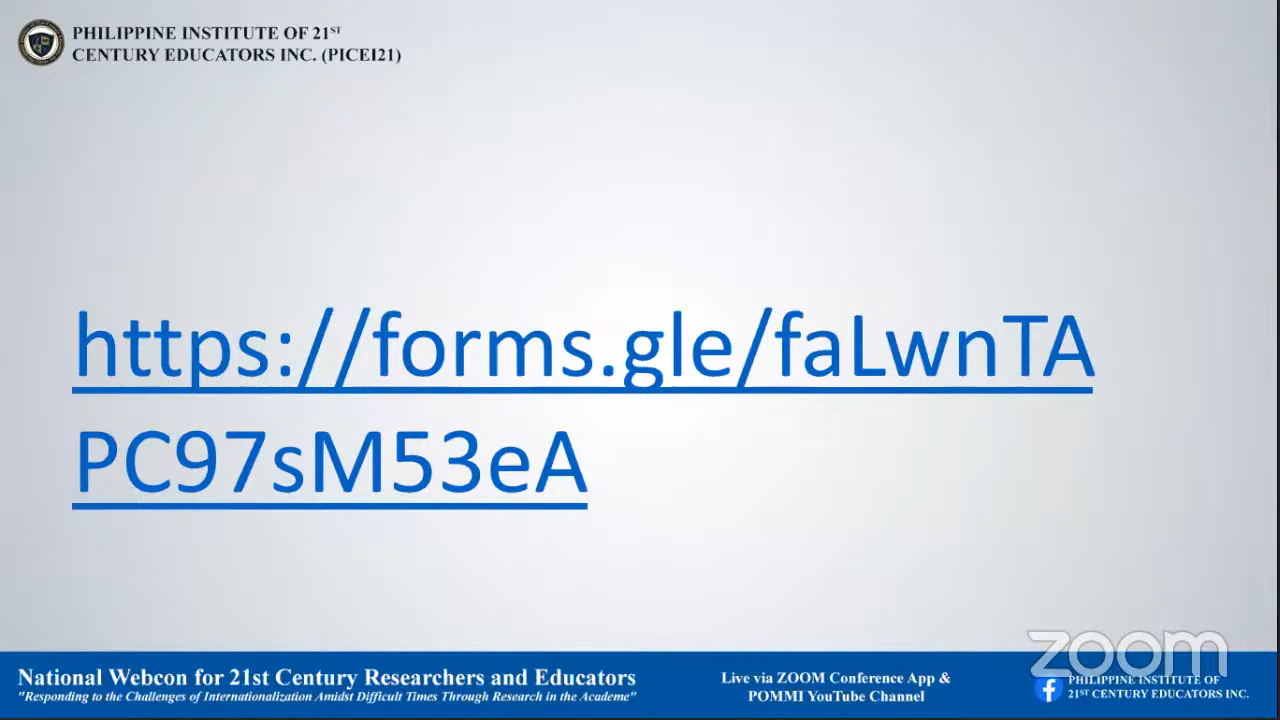 PHILIPPINE INSTITUTE OF 21ST
CENTURY EDUCATORS INC. (PICEI21)
https://forms.gle/faLwnTA
PC97sM53eA
zoom
National Webcon for 21st Century Researchers and Educators
"Responding to the Challenges of Internationalization Amidst Difficult Times Through Research in the Academe"
Live via ZOOM Conference App &
POMMI YouTube Channel
PHILIPPINE INSTITUTE OF
21ST CENTURY EDUCATORS INC.